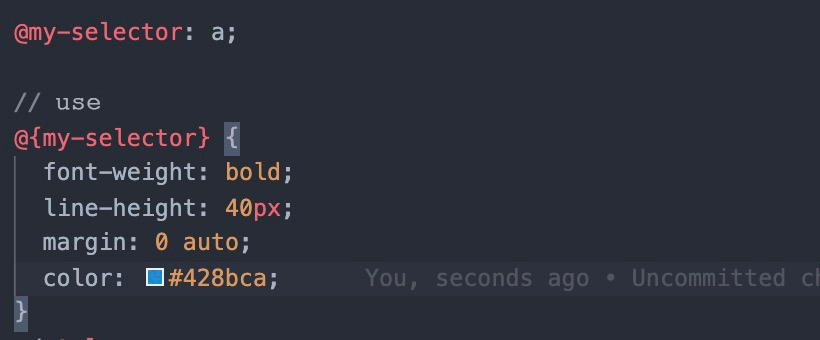 @my-selector: a;
// use
@{my-selector} {
font-weight: bold;
line-height: 40px;
margin: 0 auto;
color: #428bca; You, seconds ago • Uncommitted
}